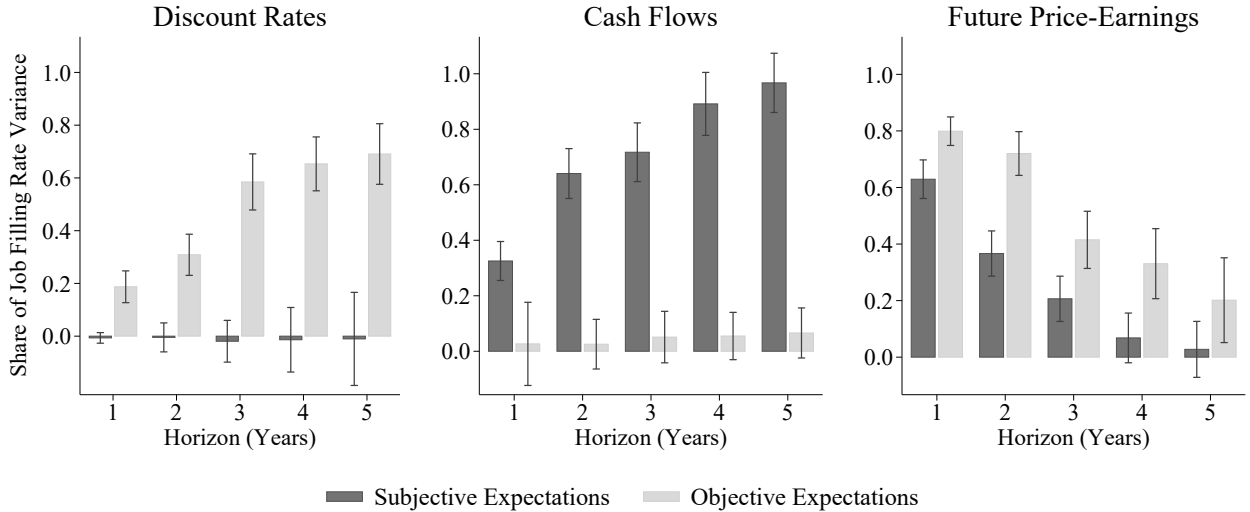 Discount Rates
Cash Flows
Future Price-Earnings
Share of Job Filling Rate Variance
1.0
0.8
0.6
0.4
0.2
0.0
1 2 3 4 5
Horizon (Years)
1.0
0.8
0.6
0.4
0.2
0.0
1 2 3 4 5
Horizon (Years)
1.0
0.8
0.6
0.4
0.2
0.0
1 2 3 4 5
Horizon (Years)
Subjective Expectations
Objective Expectations